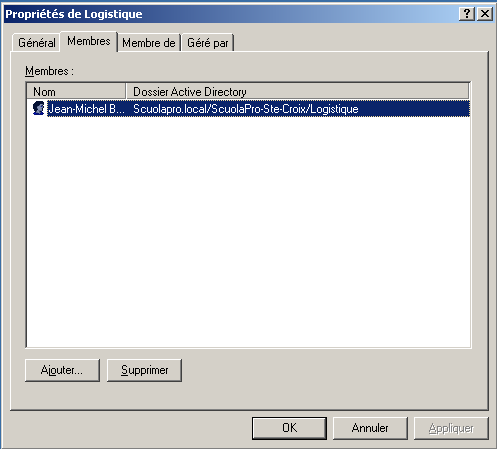 Propriétés de Logistique
Général Membres Membre de Géré par
Membres :
Nom Dossier Active Directory
Jean-Michel B... Scuolapro.local/ScuolaPro-Ste-Croix/Logistique
Ajouter... Supprimer
OK Annuler Appliquer